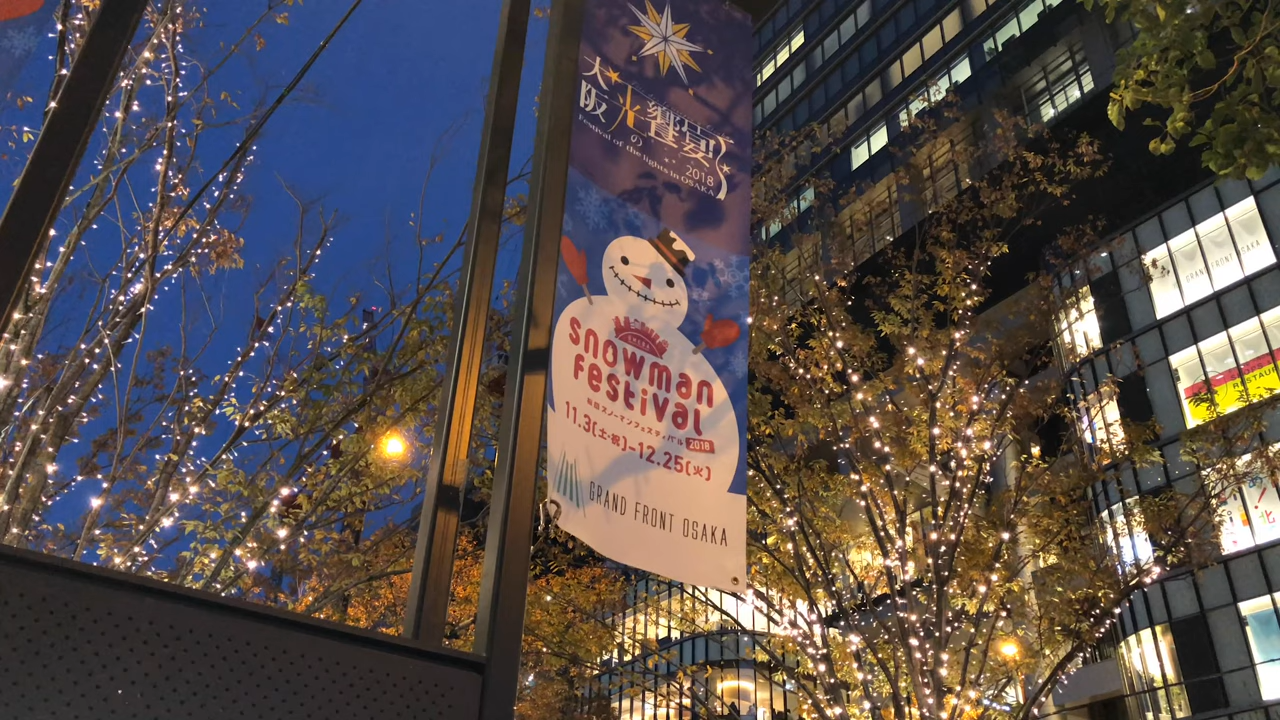 大阪 光の饗宴
2018
Festival of the lights in OSAKA
UMEDA
snowman
festival
梅田スノーマンフェスティバル 2018
11.3(土・祝)~12.25(火)
GRAND FRONT OSAKA
GRAND FRONT OSAKA